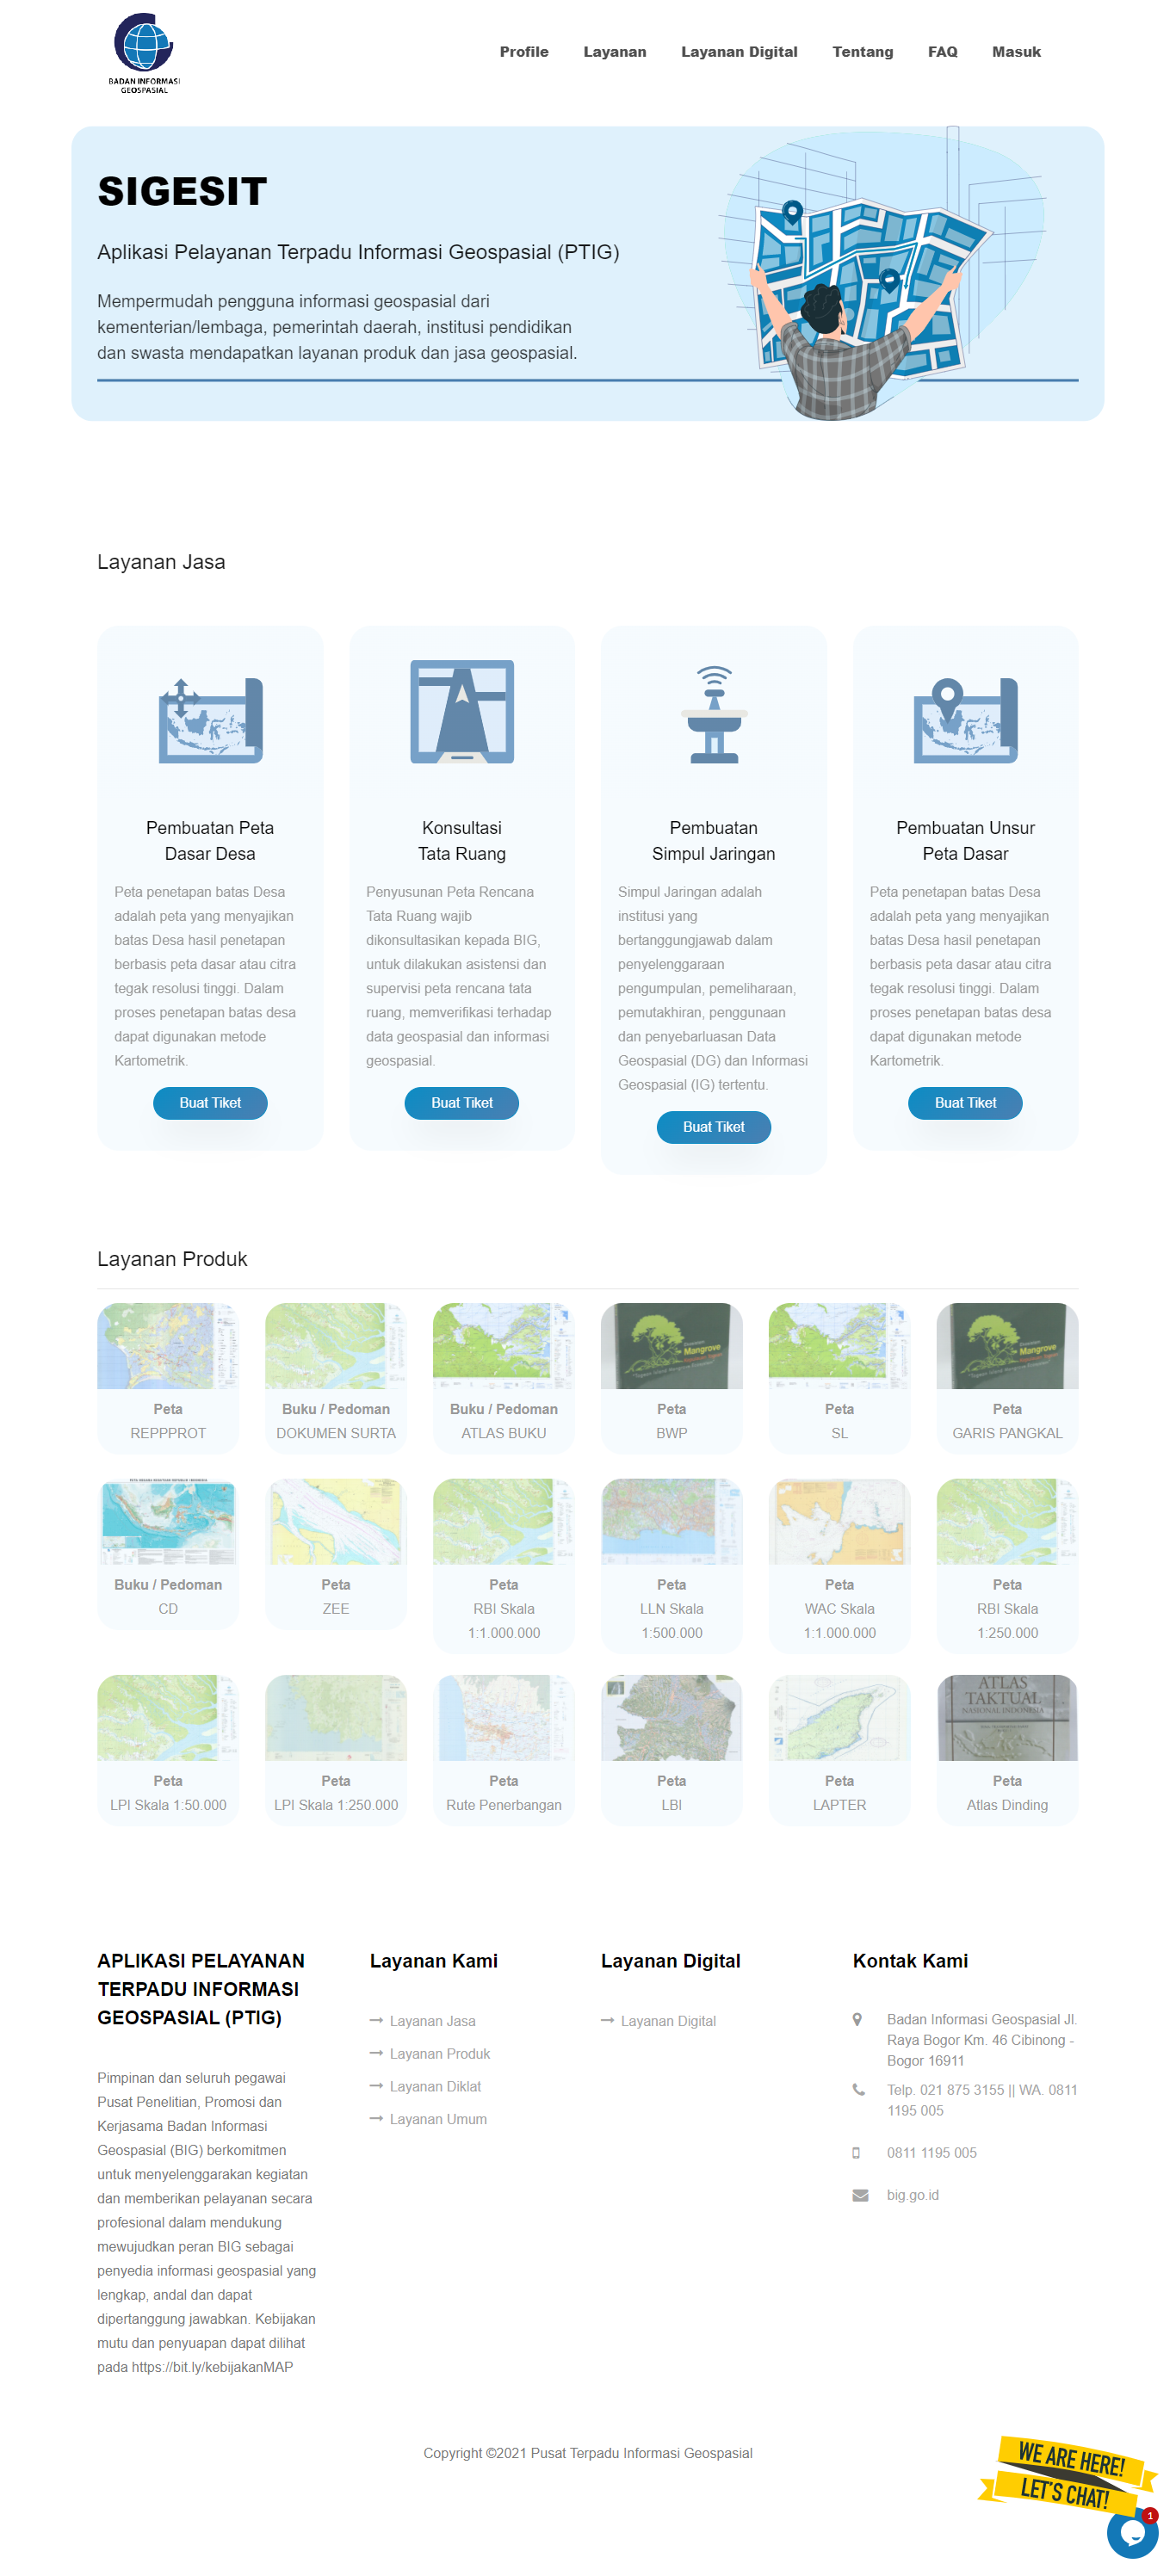 BADAN INFORMASI
GEOSPASIAL
Profile
Layanan
Layanan Digital
Tentang
FAQ
Masuk
SIGESIT
Aplikasi Pelayanan Terpadu Informasi Geospasial (PTIG)
Mempermudah pengguna informasi geospasial dari
kementerian/lembaga, pemerintah daerah, institusi pendidikan
dan swasta mendapatkan layanan produk dan jasa geospasial.
Layanan Jasa
Pembuatan Peta
Dasar Desa
Peta penetapan batas Desa
adalah peta yang menyajikan
batas Desa hasil penetapan
berbasis peta dasar atau citra
tegak resolusi tinggi. Dalam
proses penetapan batas desa
dapat digunakan metode
Kartometrik.
Buat Tiket
Konsultasi
Tata Ruang
Penyusunan Peta Rencana
Tata Ruang wajib
dikonsultasikan kepada BIG,
untuk dilakukan asistensi dan
supervisi peta rencana tata
ruang, memverifikasi terhadap
data geospasial dan informasi
geospasial.
Buat Tiket
Pembuatan
Simpul Jaringan
Simpul Jaringan adalah
institusi yang
bertanggungjawab dalam
penyelenggaraan
pengumpulan, pemeliharaan,
pemutakhiran, penggunaan
dan penyebarluasan Data
Geospasial (DG) dan Informasi
Geospasial (IG) tertentu.
Buat Tiket
Pembuatan Unsur
Peta Dasar
Peta penetapan batas Desa
adalah peta yang menyajikan
batas Desa hasil penetapan
berbasis peta dasar atau citra
tegak resolusi tinggi. Dalam
proses penetapan batas desa
dapat digunakan metode
Kartometrik.
Buat Tiket
Layanan Produk
Peta
REPPPROT
Buku / Pedoman
DOKUMEN SURTA
Buku / Pedoman
ATLAS BUKU
Mangrove
Peta
BWP
Peta
SL
Mangrove
Peta
GARIS PANGKAL
Buku / Pedoman
CD
Peta
ZEE
Peta
RBI Skala
1:1.000.000
Peta
LLN Skala
1:500.000
Peta
WAC Skala
1:1.000.000
Peta
RBI Skala
1:250.000
Peta
LPI Skala 1:50.000
Peta
LPI Skala 1:250.000
Peta
Rute Penerbangan
Peta
LBI
Peta
LAPTER
ATLAS
TAKTUAL
NASIONAL INDONESIA
Peta
Atlas Dinding
APLIKASI PELAYANAN
TERPADU INFORMASI
GEOSPASIAL (PTIG)
Pimpinan dan seluruh pegawai
Pusat Penelitian, Promosi dan
Kerjasama Badan Informasi
Geospasial (BIG) berkomitmen
untuk menyelenggarakan kegiatan
dan memberikan pelayanan secara
profesional dalam mendukung
mewujudkan peran BIG sebagai
penyedia informasi geospasial yang
lengkap, andal dan dapat
dipertanggung jawabkan. Kebijakan
mutu dan penyuapan dapat dilihat
pada https://bit.ly/kebijakanMAP
Layanan Kami
Layanan Jasa
Layanan Produk
Layanan Diklat
Layanan Umum
Layanan Digital
Layanan Digital
Kontak Kami
Badan Informasi Geospasial Jl.
Raya Bogor Km. 46 Cibinong -
Bogor 16911
Telp. 021 875 3155 || WA. 0811
1195 005
0811 1195 005
big.go.id
Copyright ©2021 Pusat Terpadu Informasi Geospasial
WE ARE HERE!
LET'S CHAT!
1